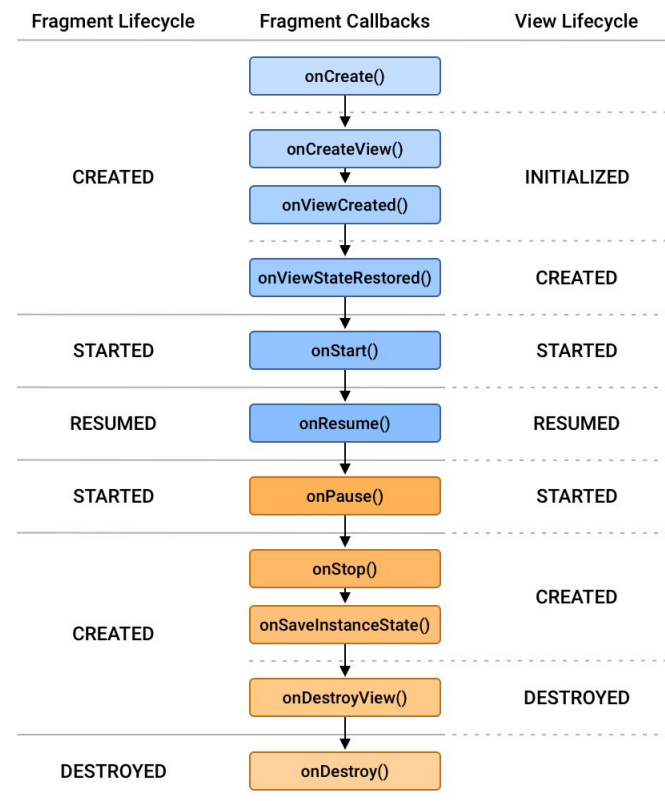 Fragment Lifecycle Fragment Callbacks View Lifecycle
onCreate()
onCreateView()
CREATED INITIALIZED
onViewCreated()
onViewStateRestored() CREATED
STARTED onStart() STARTED
RESUMED onResume() RESUMED
STARTED onPause() STARTED
onStop()
CREATED
onSaveInstanceState()
CREATED
onDestroyView() DESTROYED
DESTROYED onDestroy()